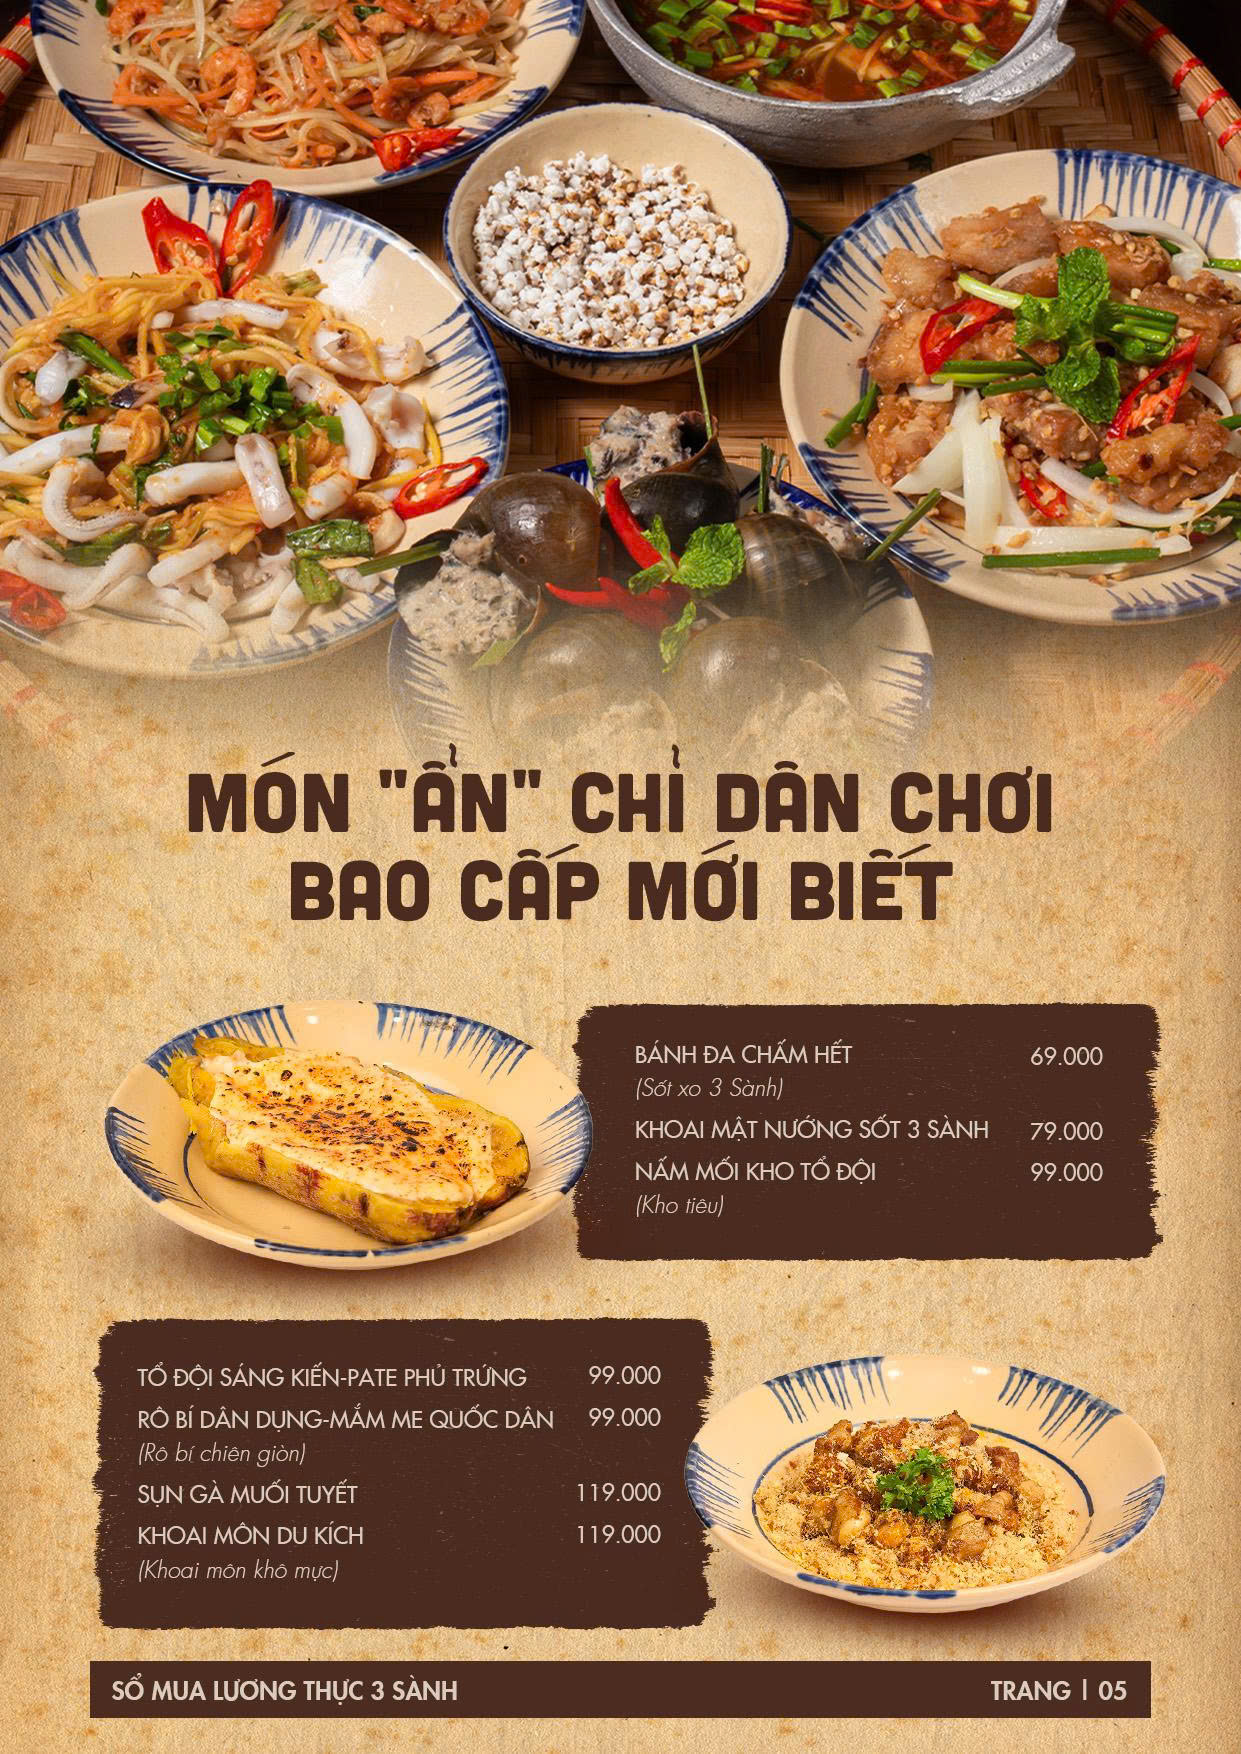 MÓN "ẨN" CHỈ DÂN CHƠI
BAO CẤP MỚI BIẾT
BÁNH ĐA CHẤM HẾT 69.000
(Sốt xo 3 Sành)
KHOAI MẬT NƯỚNG SỐT 3 SÀNH 79.000
NẤM MỐI KHO TỔ ĐỘI 99.000
(Kho tiêu)
TỔ ĐỘI SÁNG KIẾN-PATE PHỦ TRỨNG 99.000
RÔ BÍ DÂN DỤNG-MẮM ME QUỐC DÂN 99.000
(Rô bí chiên giòn)
SỤN GÀ MUỐI TUYẾT 119.000
KHOAI MÔN DU KÍCH 119.000
(Khoai môn khô mực)
SỔ MUA LƯƠNG THỰC 3 SÀNH TRANG | 05